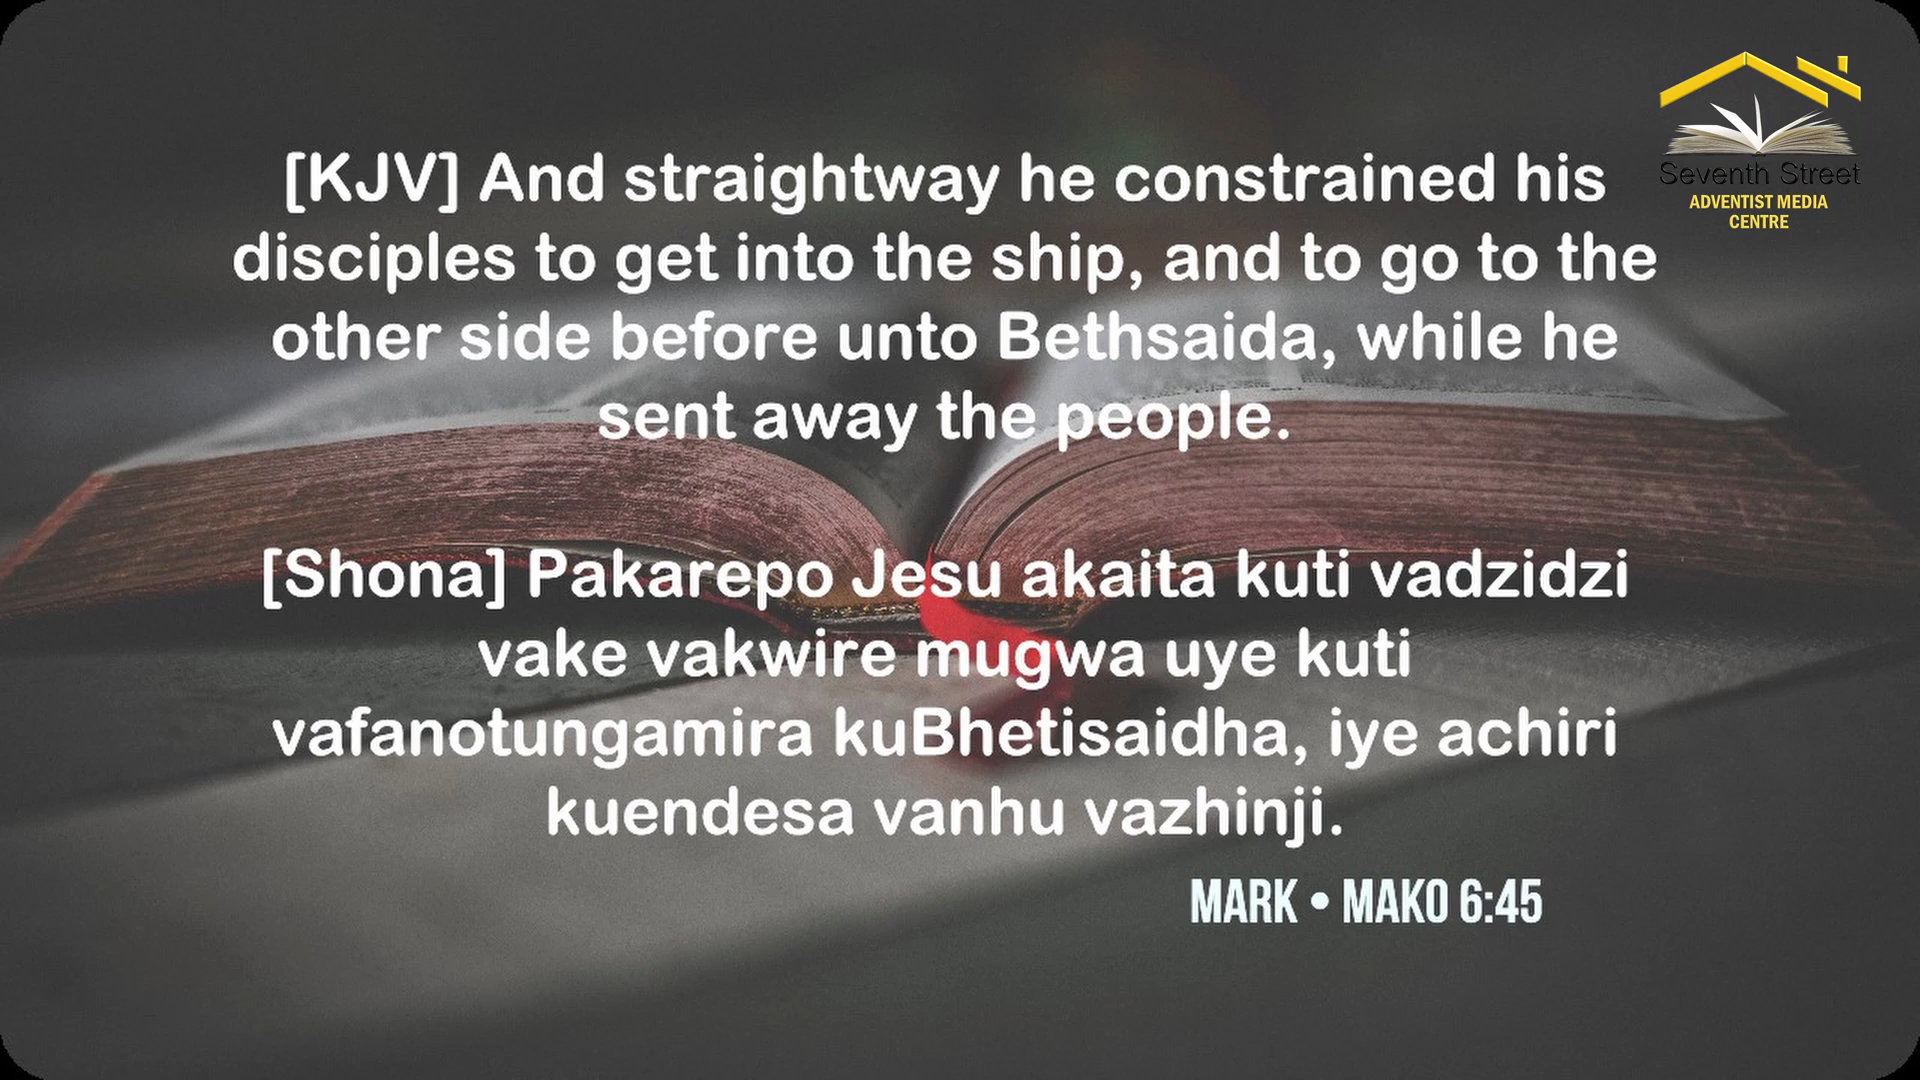 Seventh Street
ADVENTIST MEDIA
CENTRE
[KJV] And straightway he constrained his
disciples to get into the ship, and to go to the
other side before unto Bethsaida, while he
sent away the people.
[Shona] Pakarepo Jesu akaita kuti vadzidzi
vake vakwire mugwa uye kuti
vafanotungamira kuBhetisaidha, iye achiri
kuendesa vanhu vazhinji.
MARK • MAKO 6:45